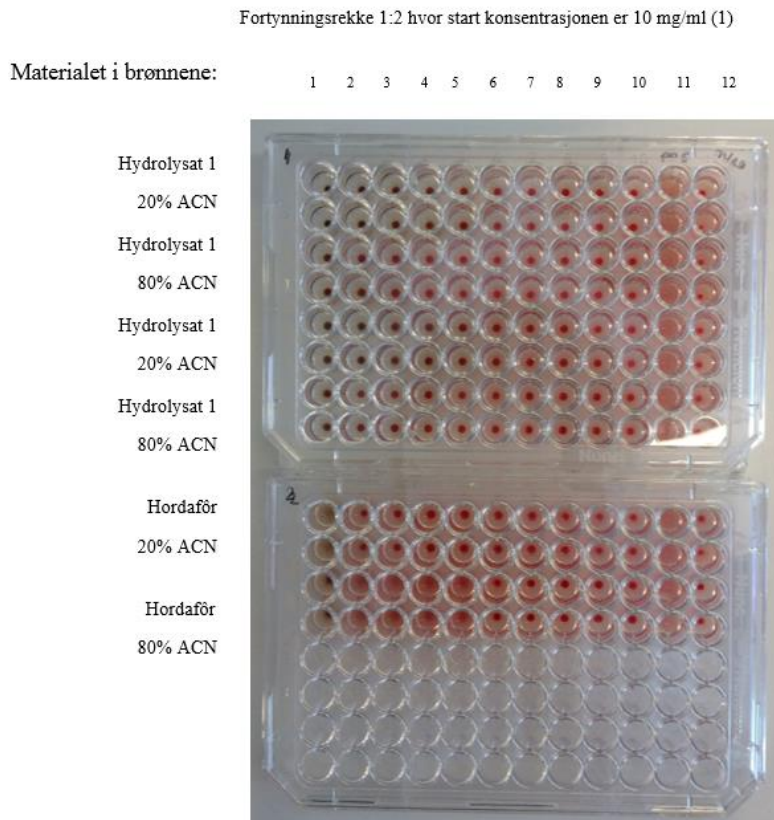 Fortynningsrekke 1:2 hvor start konsentrasjonen er 10 mg/ml (1)
Materialet i brønnene:
1 2 3 4 5 6 7 8 9 10 11 12
Hydrolysat 1
20% ACN
Hydrolysat 1
80% ACN
Hydrolysat 1
20% ACN
Hydrolysat 1
80% ACN
Hordafôr
20% ACN
Hordafôr
80% ACN